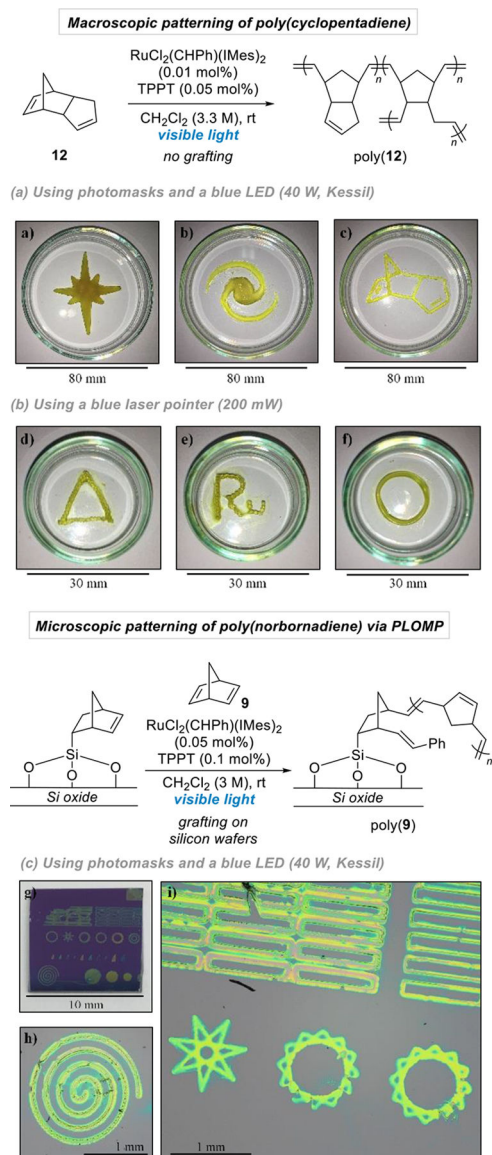 Macroscopic patterning of poly(cyclopentadiene)
RuCl2(CHPh)(IMes)2
(0.01 mol%)
TPPT (0.05 mol%)
CH2Cl2 (3.3 M), rt
visible light
no grafting
12
n
n
n
poly(12)
(a) Using photomasks and a blue LED (40 W, Kessil)
a)
b)
c)
80 mm
80 mm
80 mm
(b) Using a blue laser pointer (200 mW)
d)
e)
f)
Ru
30 mm
30 mm
30 mm
Microscopic patterning of poly(norbornadiene) via PLOMP
9
RuCl2(CHPh)(IMes)2
(0.05 mol%)
TPPT (0.1 mol%)
CH2Cl2 (3 M), rt
visible light
grafting on
silicon wafers
Si
O
O
O
Si oxide
Ph
n
Si
O
O
O
Si oxide
poly(9)
(c) Using photomasks and a blue LED (40 W, Kessil)
g)
10 mm
h)
1 mm
i)
1 mm